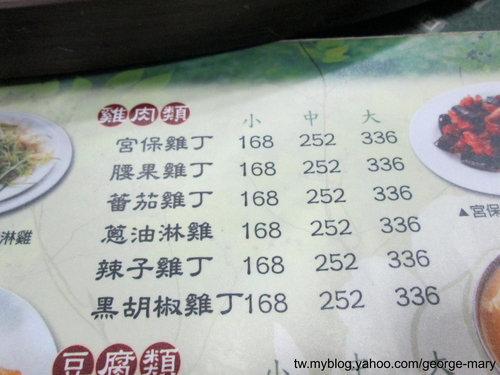 雞肉類 小 中 大
宮保雞丁 168 252 336
腰果雞丁 168 252 336
蕃茄雞丁 168 252 336
蔥油淋雞 168 252 336
辣子雞丁 168 252 336
黑胡椒雞丁 168 252 336
淋雞
▲宮保
豆腐類 小 中 大
tw.myblog.yahoo.com/george-mary